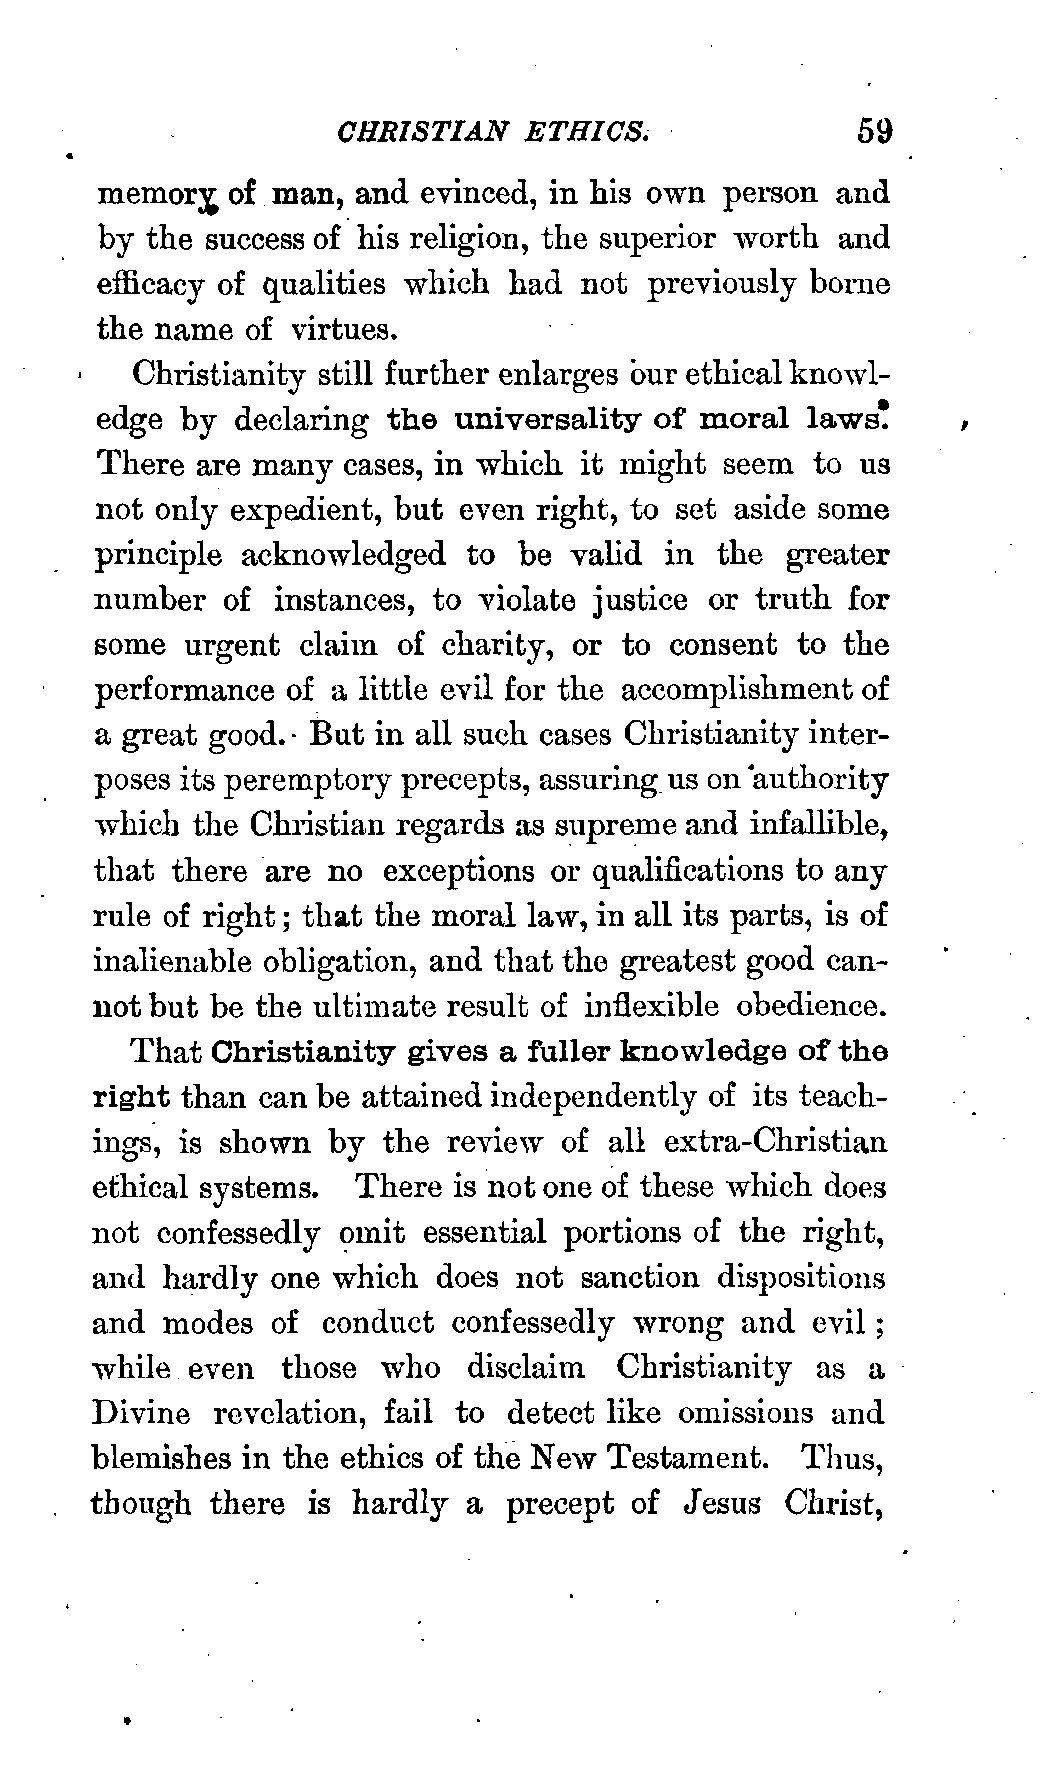 CHRISTIAN ETHICS. 59
memory of man, and evinced, in his own person and
by the success of his religion, the superior worth and
efficacy of qualities which had not previously borne
the name of virtues.
Christianity still further enlarges our ethical knowl-
edge by declaring the universality of moral laws.
There are many cases, in which it might seem to us
not only expedient, but even right, to set aside some
principle acknowledged to be valid in the greater
number of instances, to violate justice or truth for
some urgent claim of charity, or to consent to the
performance of a little evil for the accomplishment of
a great good. But in all such cases Christianity inter-
poses its peremptory precepts, assuring us on authority
which the Christian regards as supreme and infallible,
that there are no exceptions or qualifications to any
rule of right; that the moral law, in all its parts, is of
inalienable obligation, and that the greatest good can-
not but be the ultimate result of inflexible obedience.
That Christianity gives a fuller knowledge of the
right than can be attained independently of its teach-
ings, is shown by the review of all extra-Christian
ethical systems. There is not one of these which does
not confessedly omit essential portions of the right,
and hardly one which does not sanction dispositions
and modes of conduct confessedly wrong and evil;
while even those who disclaim Christianity as a
Divine revelation, fail to detect like omissions and
blemishes in the ethics of the New Testament. Thus,
though there is hardly a precept of Jesus Christ,